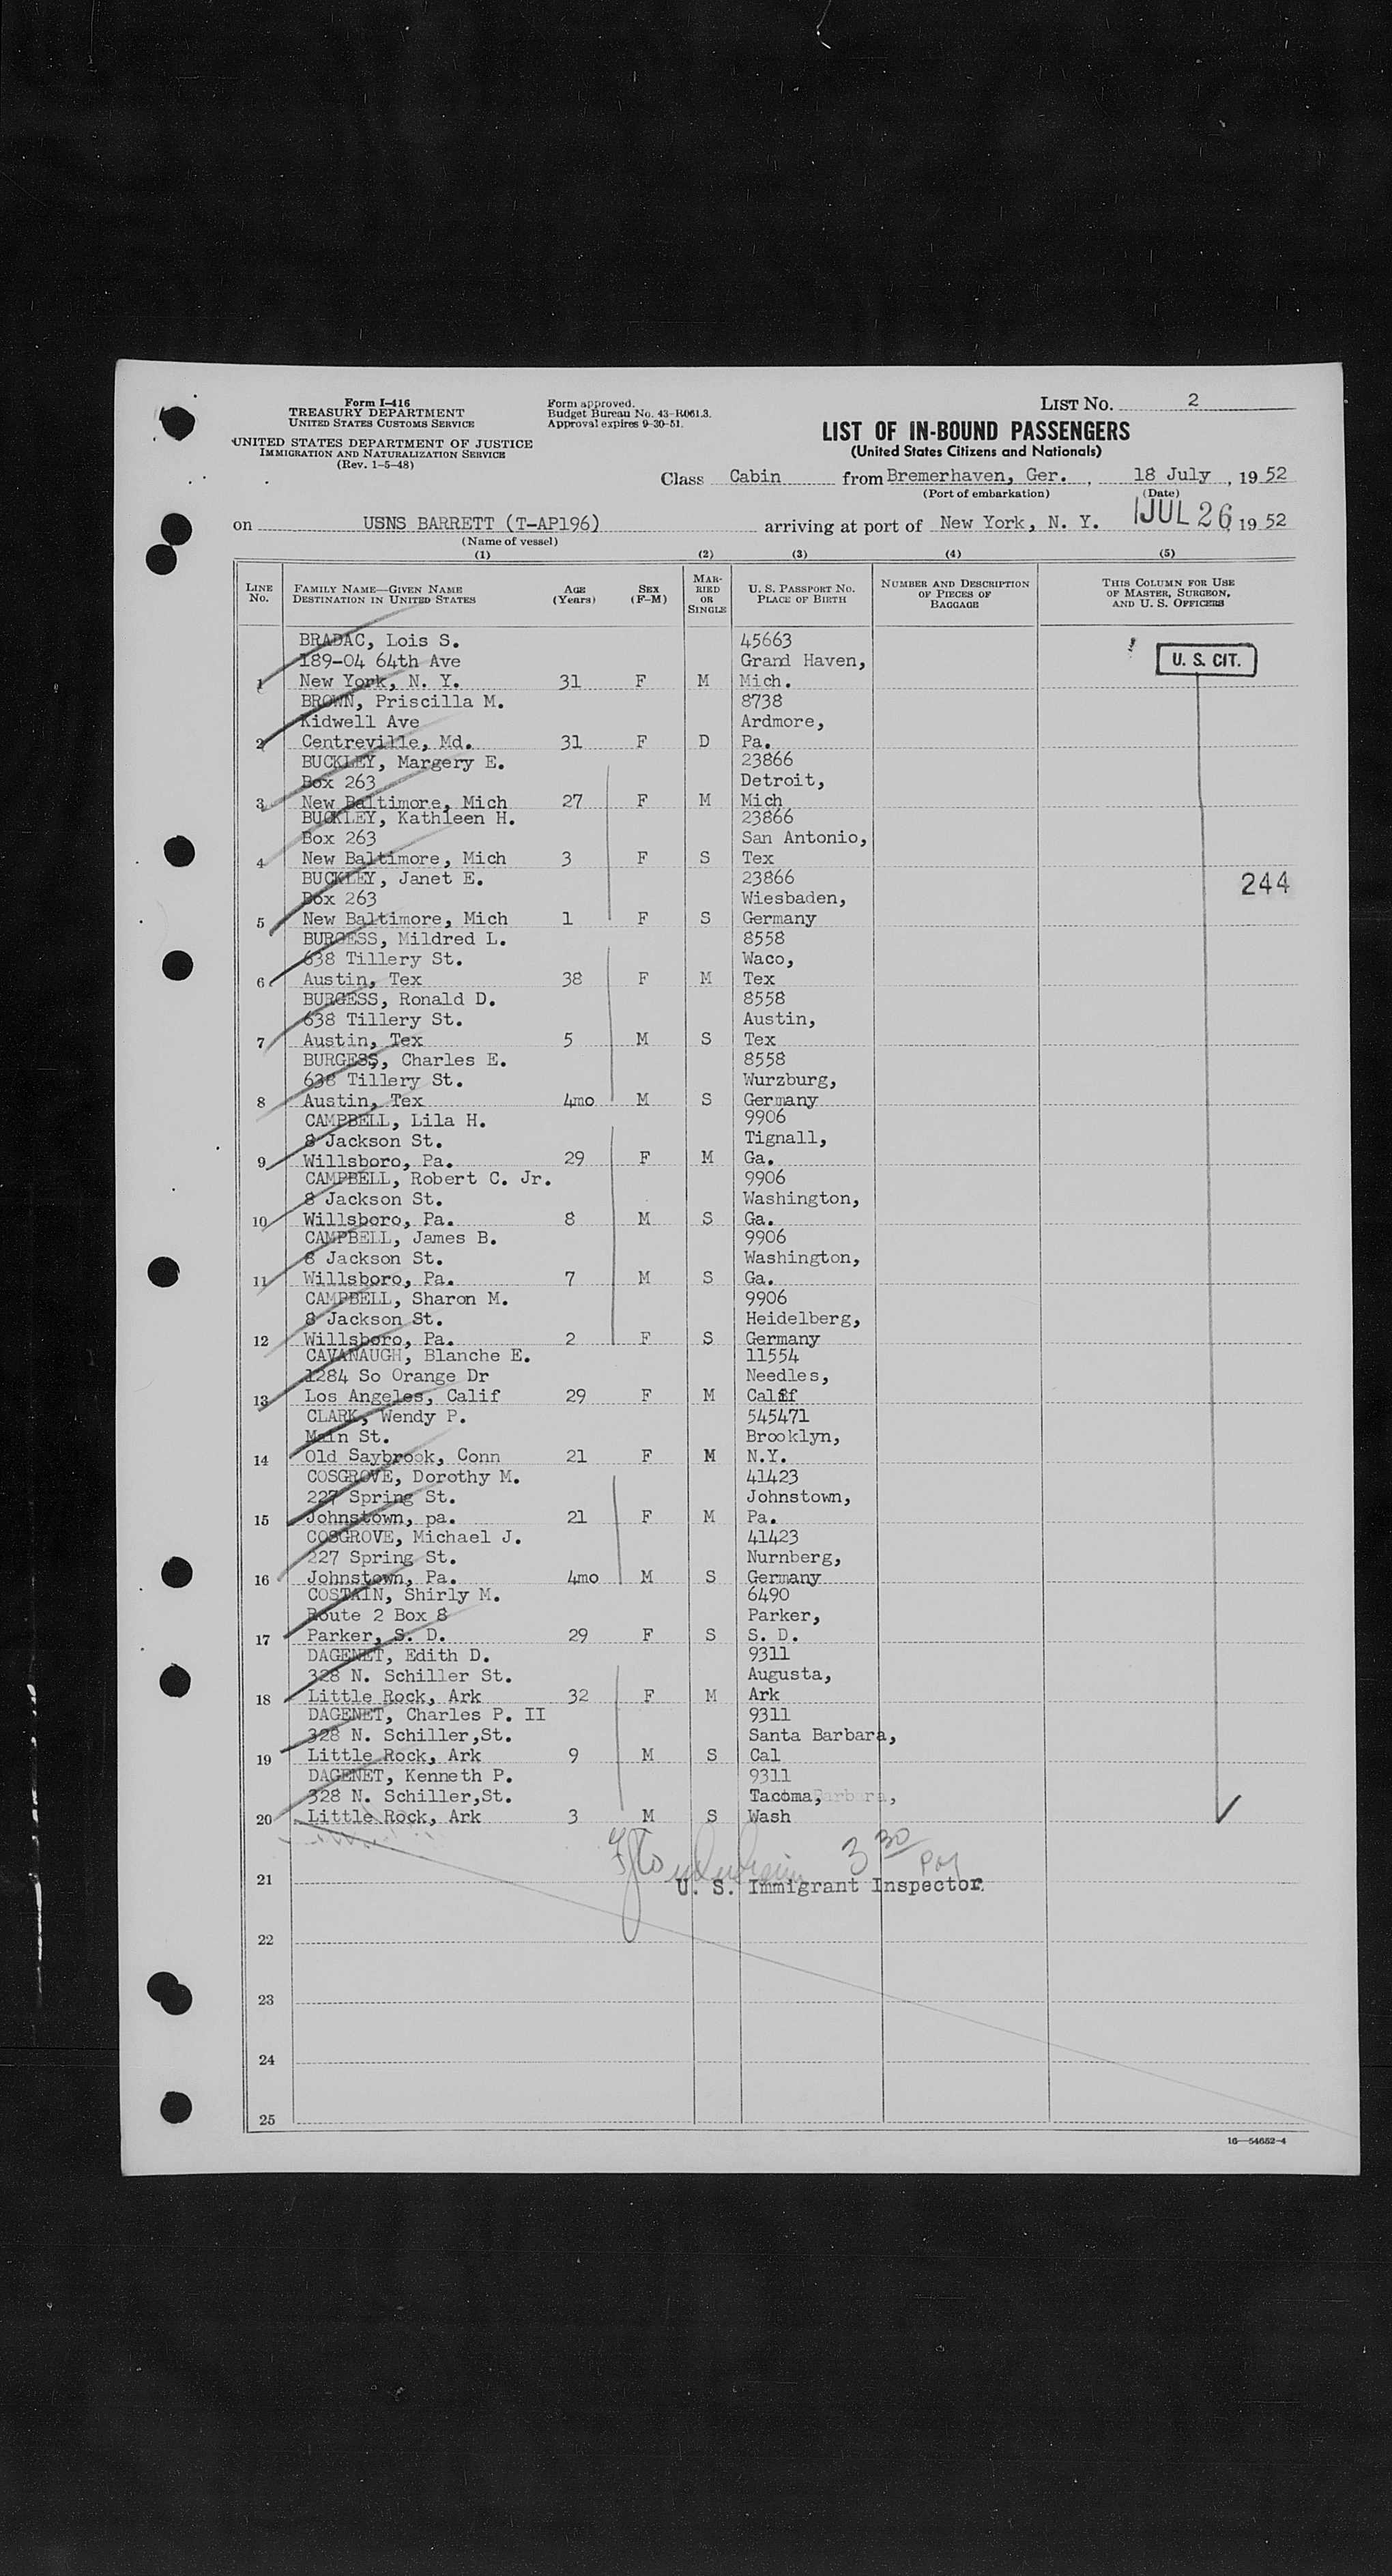 Form I-416
TREASURY DEPARTMENT
UNITED STATES CUSTOMS SERVICE
UNITED STATES DEPARTMENT OF JUSTICE
IMMIGRATION AND NATURALIZATION SERVICE
(Rev. 1-5-48)
Form approved.
Budget Bureau No. 43-R061.3.
Approval expires 9-30-51.
LIST NO. 2
LIST OF IN-BOUND PASSENGERS
(United States Citizens and Nationals)
Class Cabin from Bremerhaven, Ger., 18 July, 1952
(Port of embarkation) (Date)
on USNS BARRETT (T-AP196) arriving at port of New York, N. Y. JUL 26, 1952
(Name of vessel)
(1) (2) (3) (4) (5)
LINE No. FAMILY NAME—GIVEN NAME DESTINATION IN UNITED STATES AGE (Years) SEX (F-M) MARRIED OR SINGLE U. S. PASSPORT NO. PLACE OF BIRTH NUMBER AND DESCRIPTION OF PIECES OF BAGGAGE THIS COLUMN FOR USE OF MASTER, SURGEON, AND U. S. OFFICERS
BRADAC, Lois S. 45663
189-04 64th Ave Grand Haven, U. S. CIT.
1 New York, N. Y. 31 F M Mich.
BROWN, Priscilla M. 8738
Kidwell Ave Ardmore,
2 Centreville, Md. 31 F D Pa.
BUCKLEY, Margery E. 23866
Box 263 Detroit,
3 New Baltimore, Mich 27 F M Mich
BUCKLEY, Kathleen H. 23866
Box 263 San Antonio,
4 New Baltimore, Mich 3 F S Tex
BUCKLEY, Janet E. 23866 244
Box 263 Wiesbaden,
5 New Baltimore, Mich 1 F S Germany
BURGESS, Mildred L. 8558
638 Tillery St. Waco,
6 Austin, Tex 38 F M Tex
BURGESS, Ronald D. 8558
638 Tillery St. Austin,
7 Austin, Tex 5 M S Tex
BURGESS, Charles E. 8558
638 Tillery St. Wurzburg,
8 Austin, Tex 4mo M S Germany
CAMPBELL, Lila H. 9906
8 Jackson St. Tignall,
9 Willsboro, Pa. 29 F M Ga.
CAMPBELL, Robert C. Jr. 9906
8 Jackson St. Washington,
10 Willsboro, Pa. 8 M S Ga.
CAMPBELL, James B. 9906
8 Jackson St. Washington,
11 Willsboro, Pa. 7 M S Ga.
CAMPBELL, Sharon M. 9906
8 Jackson St. Heidelberg,
12 Willsboro, Pa. 2 F S Germany
CAVANAUGH, Blanche E. 11554
1284 So Orange Dr Needles,
13 Los Angeles, Calif 29 F M Calif
CLARK, Wendy P. 545471
Main St. Brooklyn,
14 Old Saybrook, Conn 21 F M N.Y.
COSGROVE, Dorothy M. 41423
227 Spring St. Johnstown,
15 Johnstown, pa. 21 F M Pa.
COSGROVE, Michael J. 41423
227 Spring St. Nurnberg,
16 Johnstown, Pa. 4mo M S Germany
COSTAIN, Shirly M. 6490
Route 2 Box 8 Parker,
17 Parker, S. D. 29 F S S. D.
DAGENET, Edith D. 9311
328 N. Schiller St. Augusta,
18 Little Rock, Ark 32 F M Ark
DAGENET, Charles P. II 9311
328 N. Schiller,St. Santa Barbara,
19 Little Rock, Ark 9 M S Cal
DAGENET, Kenneth P. 9311
328 N. Schiller,St. Tacoma,
20 Little Rock, Ark 3 M S Wash
3 30
21 U. S. Immigrant Inspector.
22
23
24
25
16—54652-4